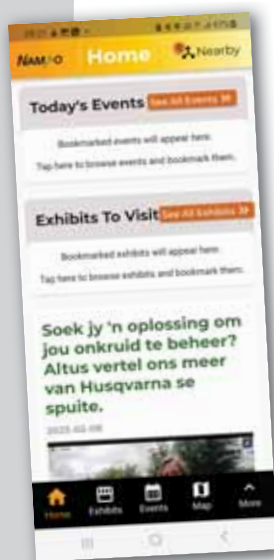 NAMPO Home Nearby
Today's Events See All Events »
Bookmarked events will appear here.
Tap here to browse events and bookmark them.
Exhibits To Visit See All Exhibits »
Bookmarked exhibits will appear here.
Tap here to browse exhibits and bookmark them.
Soek jy 'n oplossing om
jou onkruid te beheer?
Altus vertel ons meer
van Husqvarna se
spuite.
Home Exhibits Events Map More